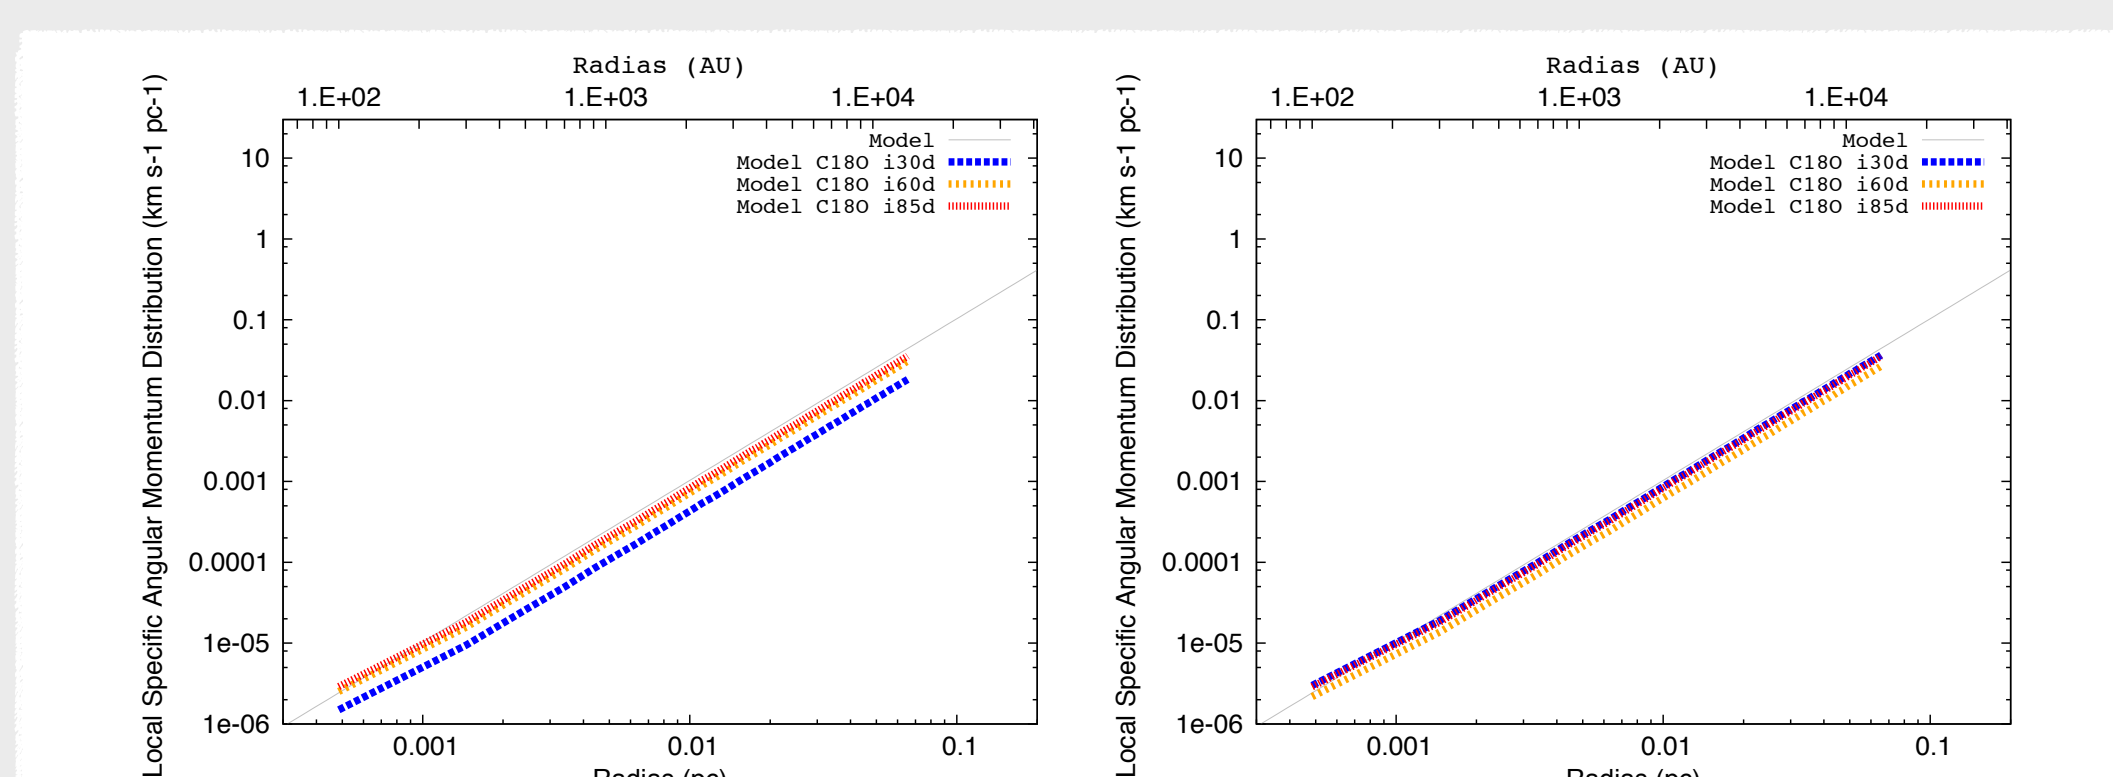 Radias (AU)
1.E+02 1.E+03 1.E+04
Local Specific Angular Momentum Distribution (km s-1 pc-1)
Model
Model C18O i30d
Model C18O i60d
Model C18O i85d
10
1
0.1
0.01
0.001
0.0001
1e-05
1e-06
0.001 0.01 0.1
Radias (pc)
Radias (AU)
1.E+02 1.E+03 1.E+04
Local Specific Angular Momentum Distribution (km s-1 pc-1)
Model
Model C18O i30d
Model C18O i60d
Model C18O i85d
10
1
0.1
0.01
0.001
0.0001
1e-05
1e-06
0.001 0.01 0.1
Radias (pc)